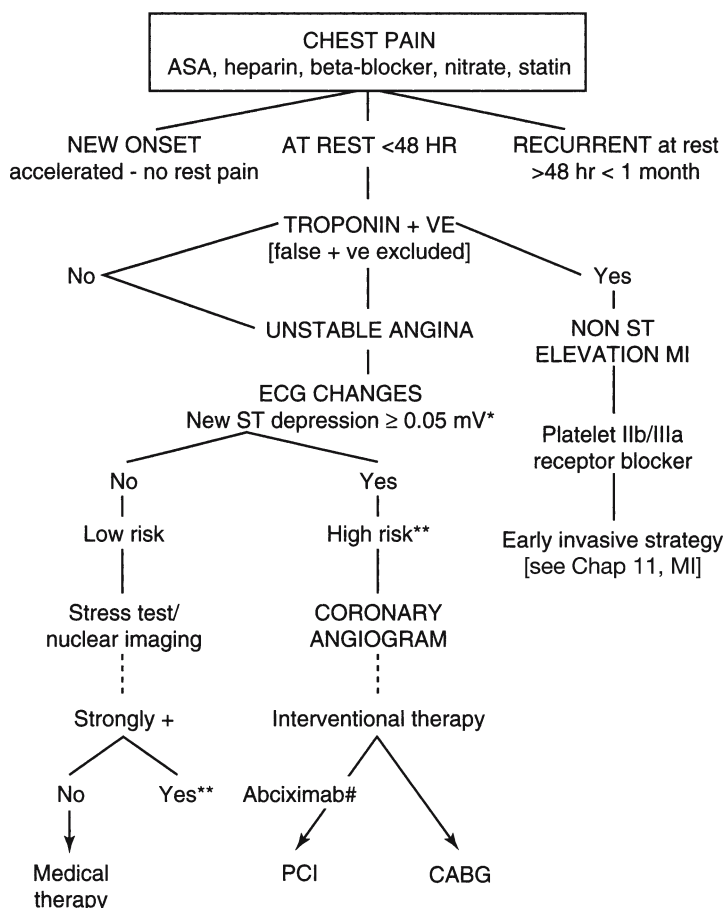 CHEST PAIN
ASA, heparin, beta-blocker, nitrate, statin
NEW ONSET
accelerated - no rest pain
AT REST <48 HR
RECURRENT at rest
>48 hr < 1 month
TROPONIN + VE
[false + ve excluded]
No
Yes
UNSTABLE ANGINA
NON ST
ELEVATION MI
ECG CHANGES
New ST depression ≥ 0.05 mV*
Platelet IIb/IIIa
receptor blocker
No
Yes
Low risk
High risk**
Early invasive strategy
[see Chap 11, MI]
Stress test/
nuclear imaging
CORONARY
ANGIOGRAM
Strongly +
Interventional therapy
No
Yes**
Abciximab#
Medical
therapy
PCI
CABG